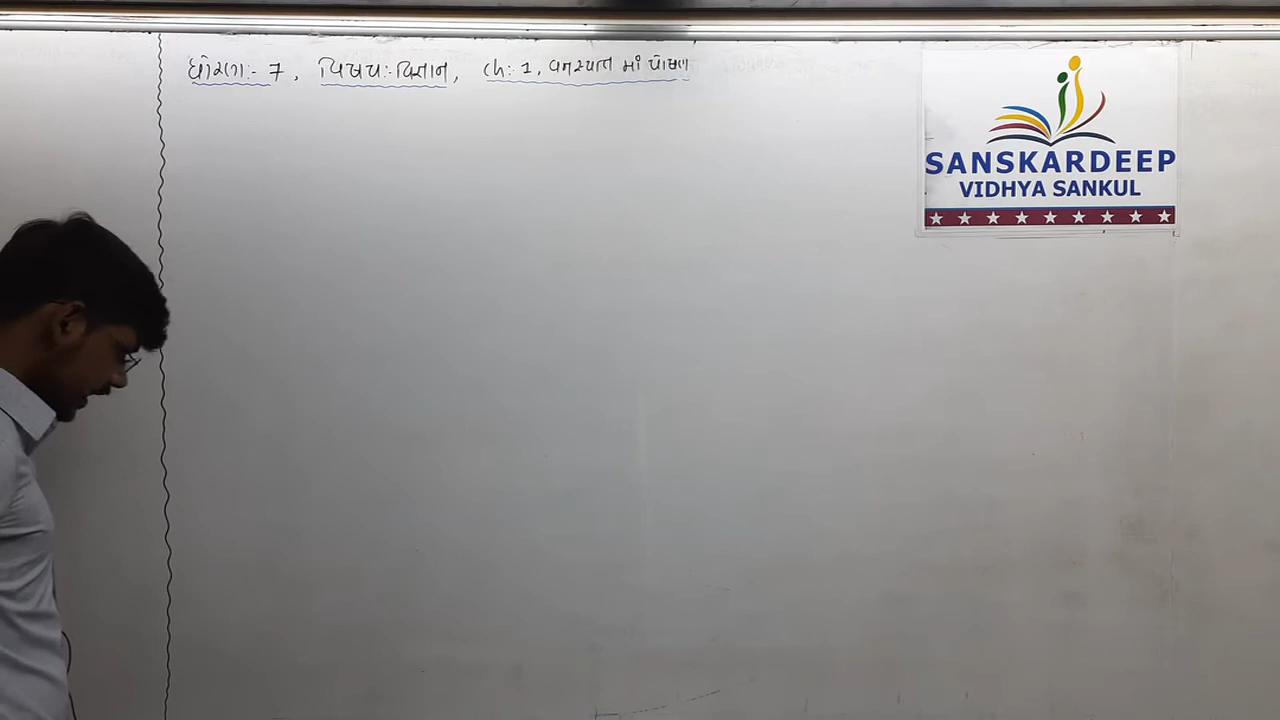 ધોરણ:- 7, વિષય:- વિજ્ઞાન, ch: 1, વનસ્પતિ માં પોષણ
SANSKARDEEP
VIDHYA SANKUL